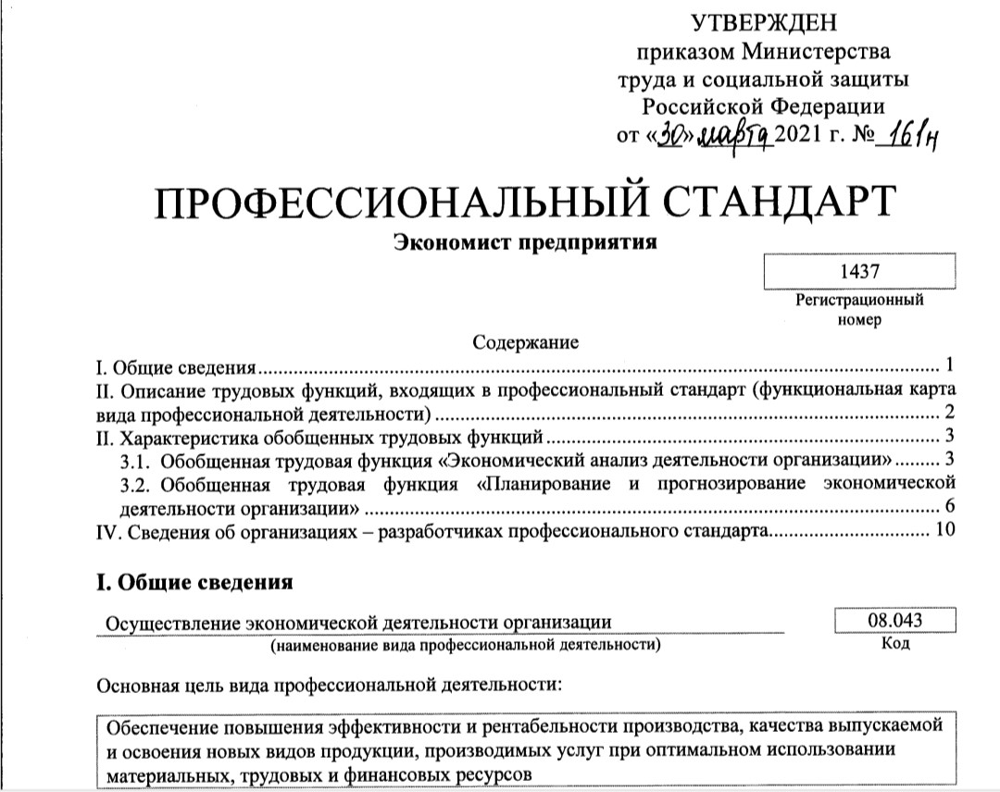 УТВЕРЖДЕН
приказом Министерства
труда и социальной защиты
Российской Федерации
от «30» марта 2021 г. № 161н
ПРОФЕССИОНАЛЬНЫЙ СТАНДАРТ
Экономист предприятия
1437
Регистрационный
номер
Содержание
I. Общие сведения.......... 1
II. Описание трудовых функций, входящих в профессиональный стандарт (функциональная карта
вида профессиональной деятельности) .......... 2
II. Характеристика обобщенных трудовых функций .......... 3
3.1. Обобщенная трудовая функция «Экономический анализ деятельности организации».......... 3
3.2. Обобщенная трудовая функция «Планирование и прогнозирование экономической
деятельности организации» .......... 6
IV. Сведения об организациях – разработчиках профессионального стандарта.......... 10
I. Общие сведения
Осуществление экономической деятельности организации
08.043
(наименование вида профессиональной деятельности)
Код
Основная цель вида профессиональной деятельности:
Обеспечение повышения эффективности и рентабельности производства, качества выпускаемой
и освоения новых видов продукции, производимых услуг при оптимальном использовании
материальных, трудовых и финансовых ресурсов